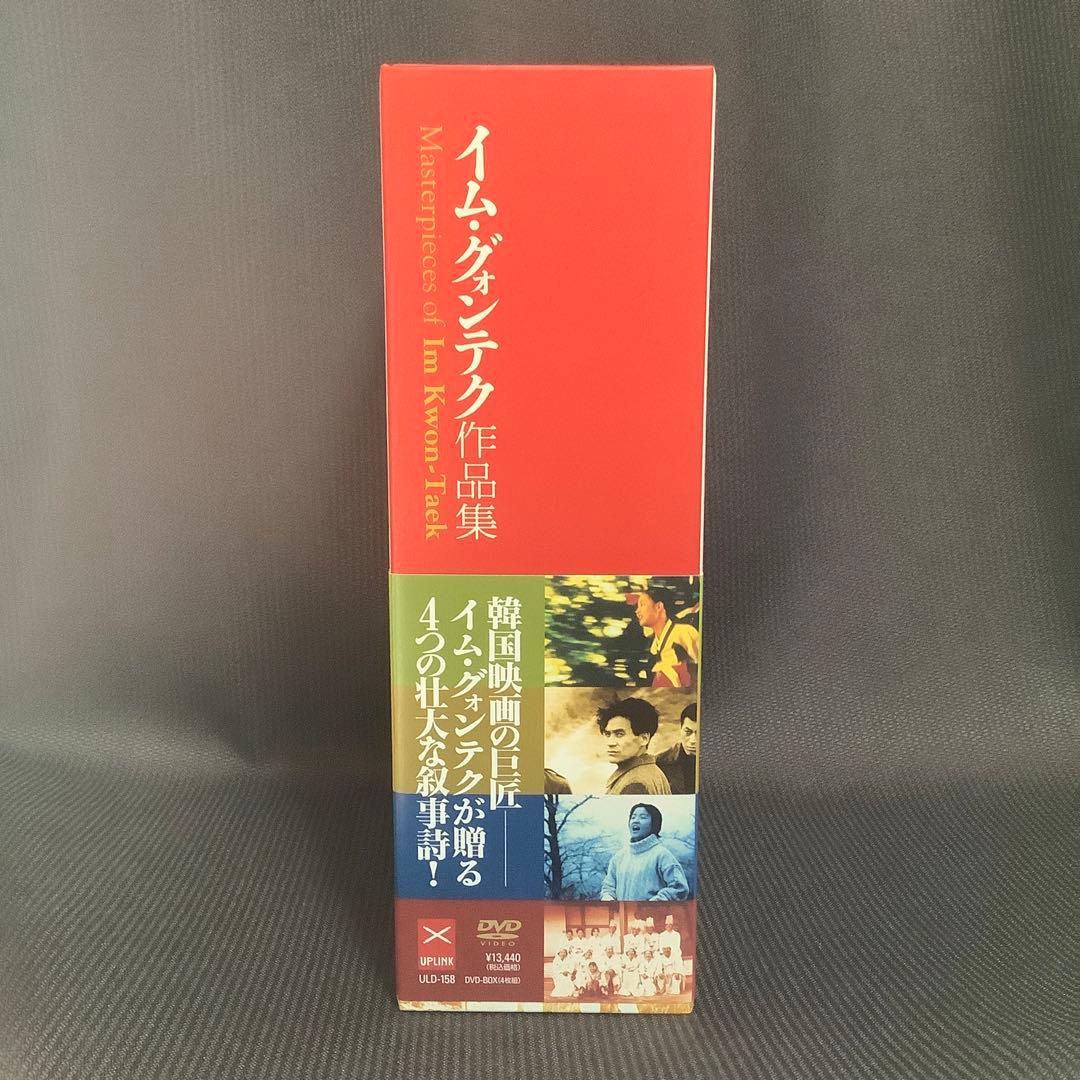 イム・グォンテク作品集
Masterpieces of Im Kwon-Taek
韓国映画の巨匠――
イム・グォンテクが贈る
4つの壮大な叙事詩!
UPLINK
ULD-158
DVD
VIDEO
¥13,440
(税込価格)
DVD-BOX(4枚組)